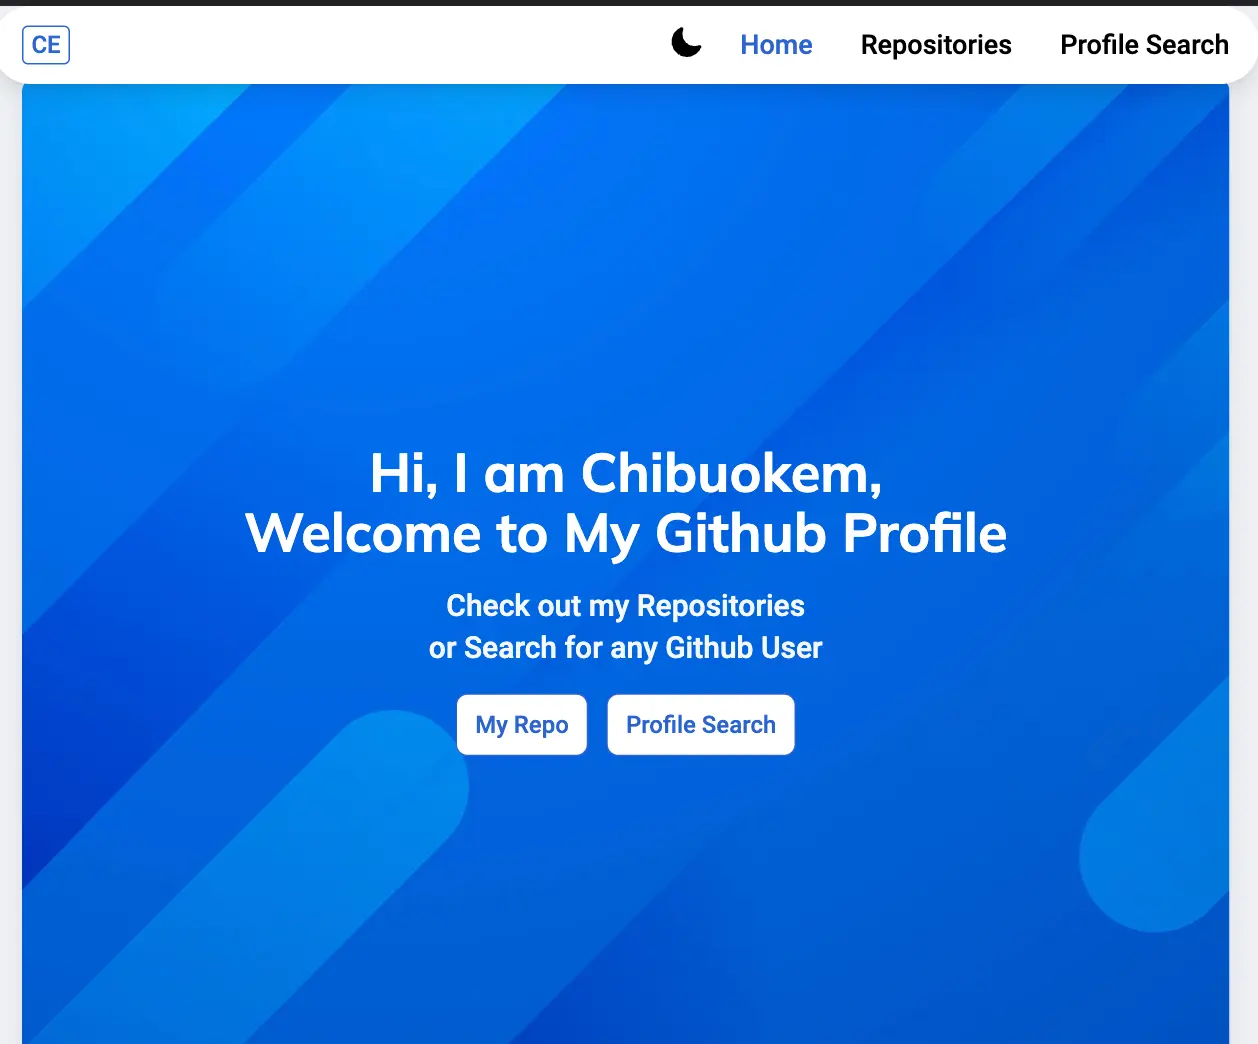 CE
Home
Repositories
Profile Search
Hi, I am Chibuokem,
Welcome to My Github Profile
Check out my Repositories
or Search for any Github User
My Repo
Profile Search